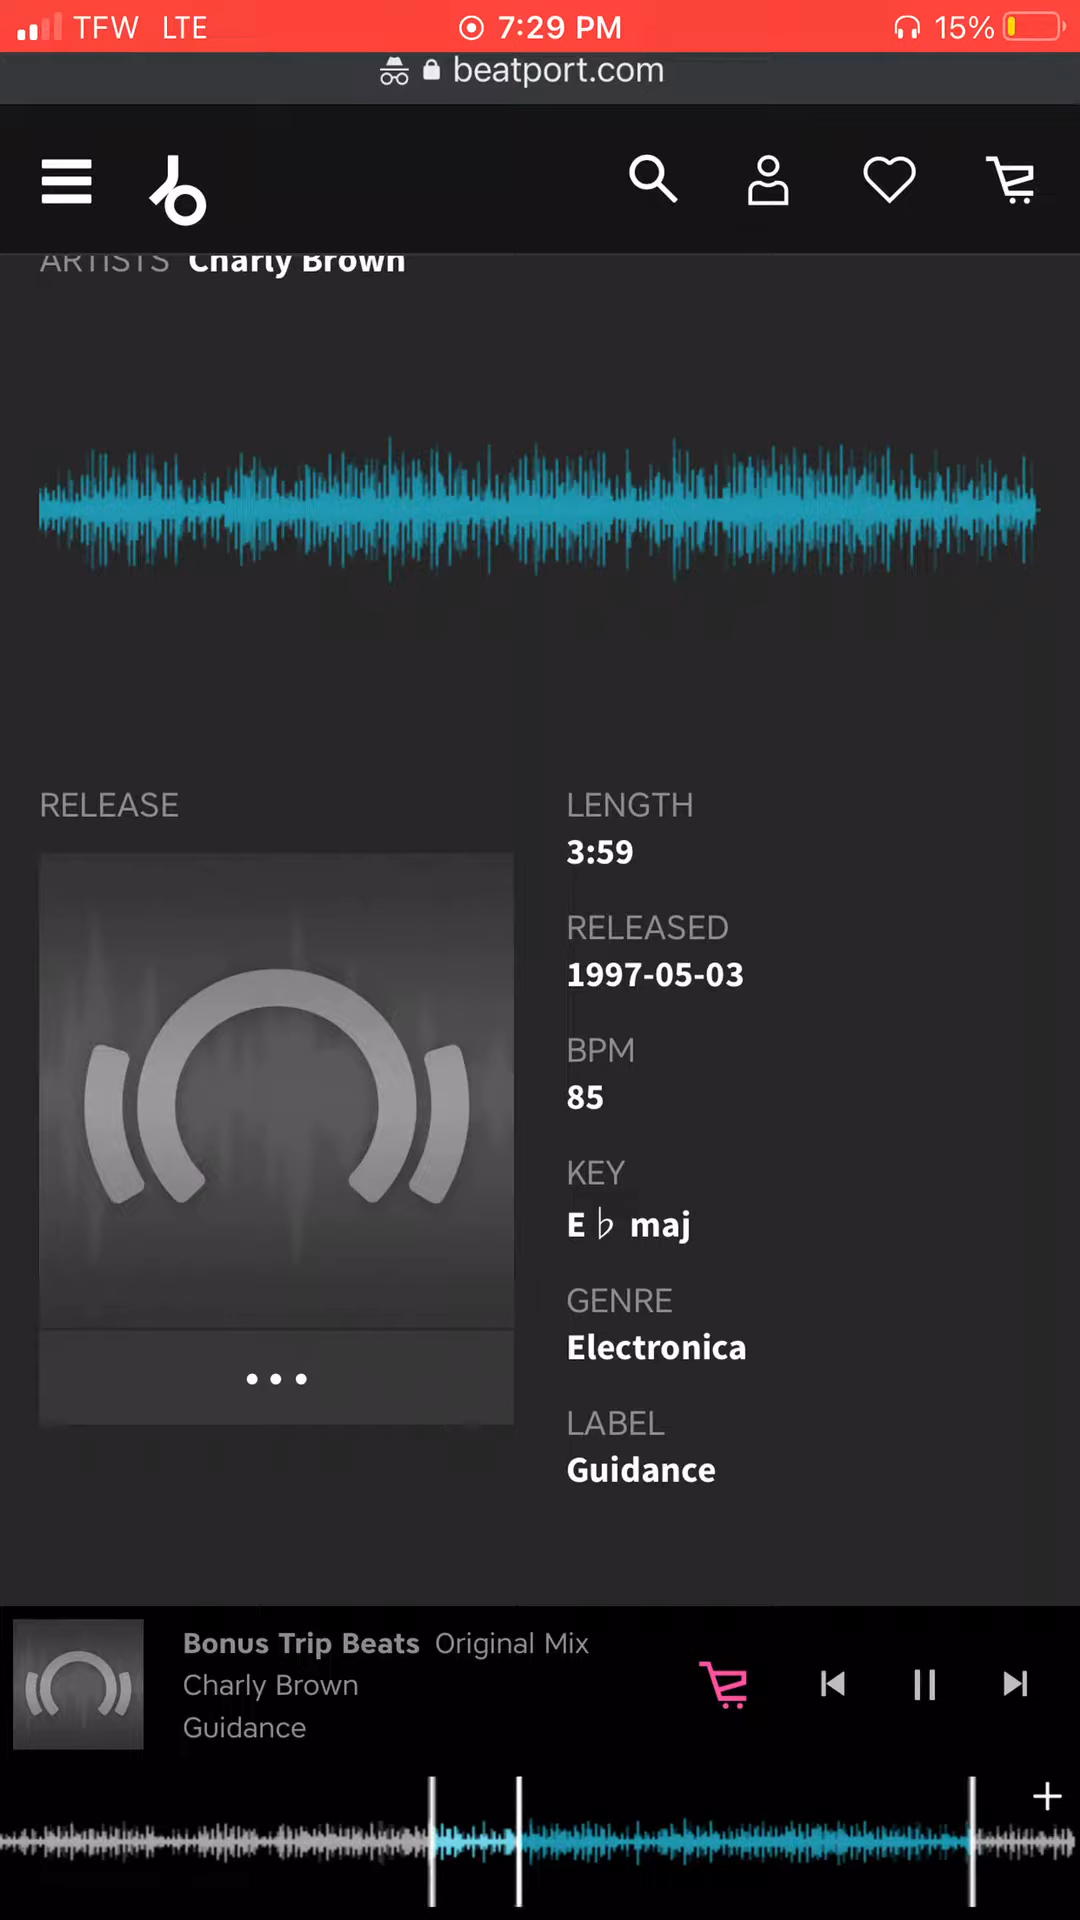 TFW LTE 7:29 PM 15%
beatport.com
ARTISTS Charly Brown
RELEASE
LENGTH
3:59
RELEASED
1997-05-03
BPM
85
KEY
E♭ maj
GENRE
Electronica
LABEL
Guidance
Bonus Trip Beats Original Mix
Charly Brown
Guidance